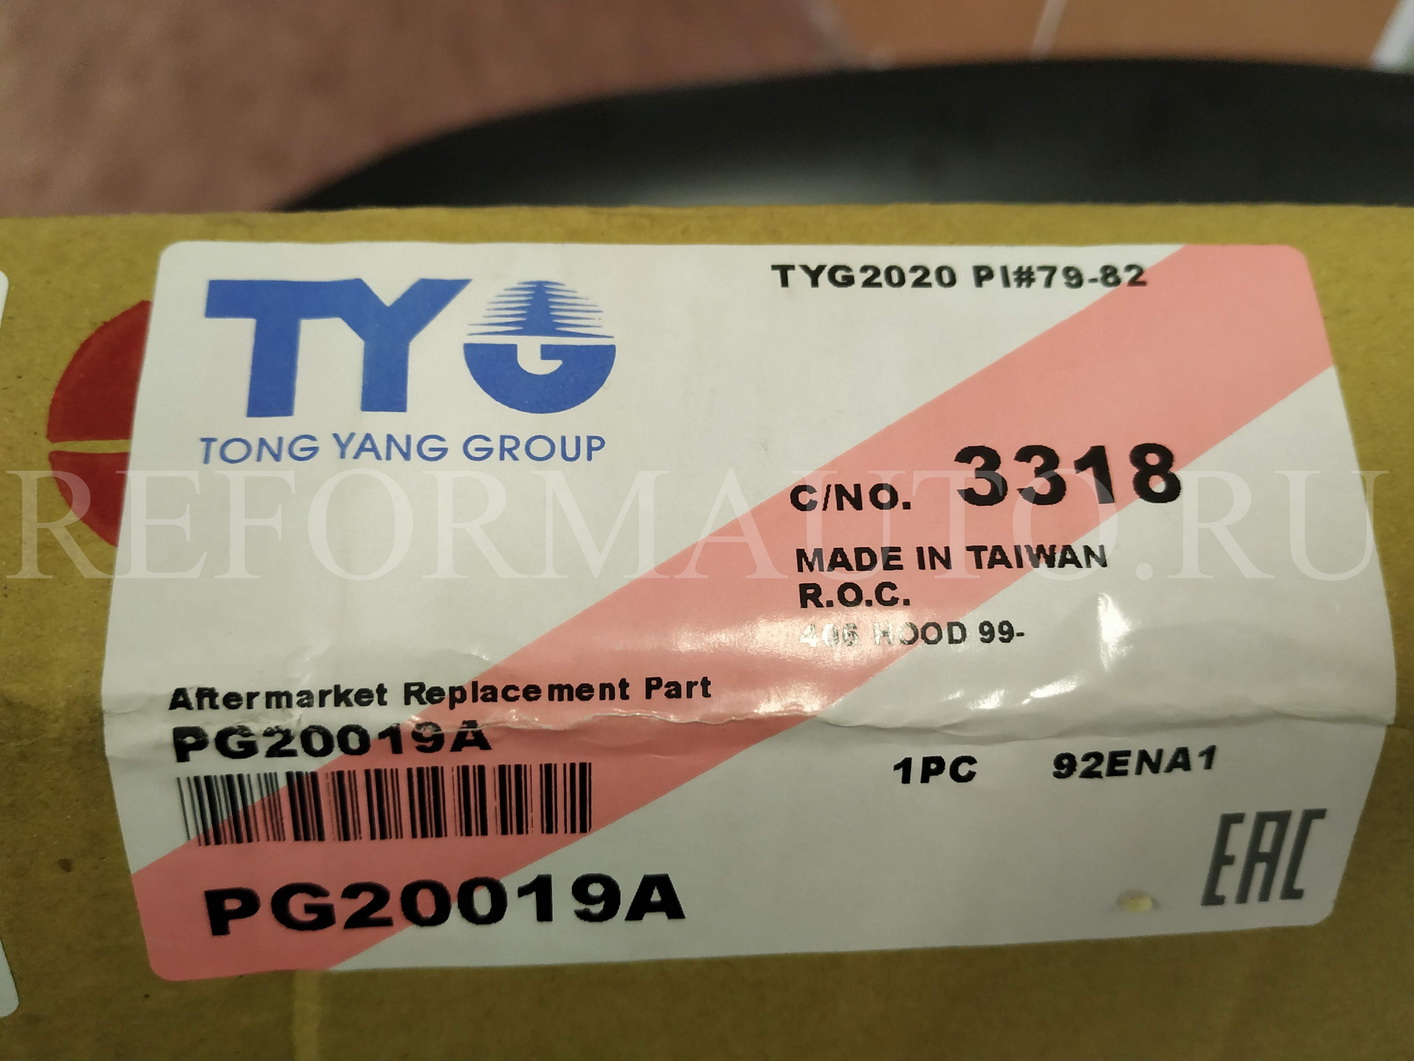 TYG
TONG YANG GROUP
TYG2020 PI#79-82
C/NO. 3318
MADE IN TAIWAN
R.O.C.
406 HOOD 99-
Aftermarket Replacement Part
PG20019A
1PC 92ENA1
PG20019A
EAC
REFORMAUTO.RU